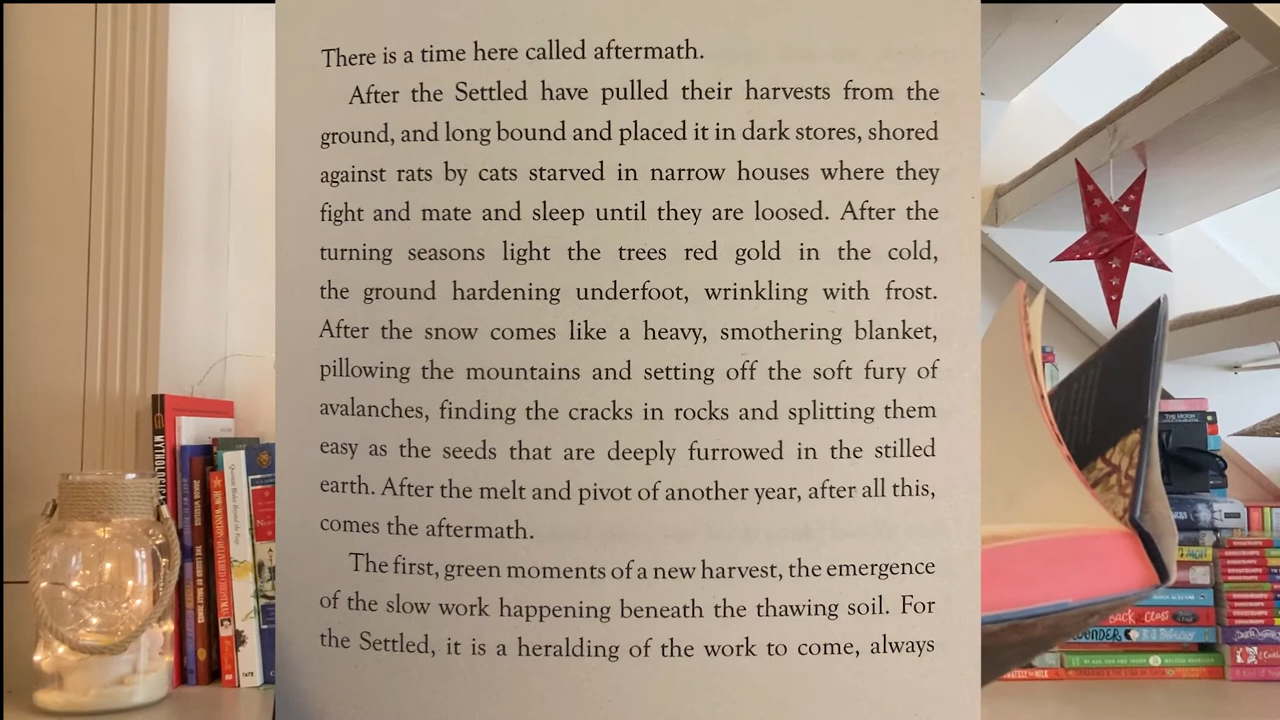 There is a time here called aftermath.
After the Settled have pulled their harvests from the
ground, and long bound and placed it in dark stores, shored
against rats by cats starved in narrow houses where they
fight and mate and sleep until they are loosed. After the
turning seasons light the trees red gold in the cold,
the ground hardening underfoot, wrinkling with frost.
After the snow comes like a heavy, smothering blanket,
pillowing the mountains and setting off the soft fury of
avalanches, finding the cracks in rocks and splitting them
easy as the seeds that are deeply furrowed in the stilled
earth. After the melt and pivot of another year, after all this,
comes the aftermath.
The first, green moments of a new harvest, the emergence
of the slow work happening beneath the thawing soil. For
the Settled, it is a heralding of the work to come, always
BACK CLASS
WONDER
THE MOON